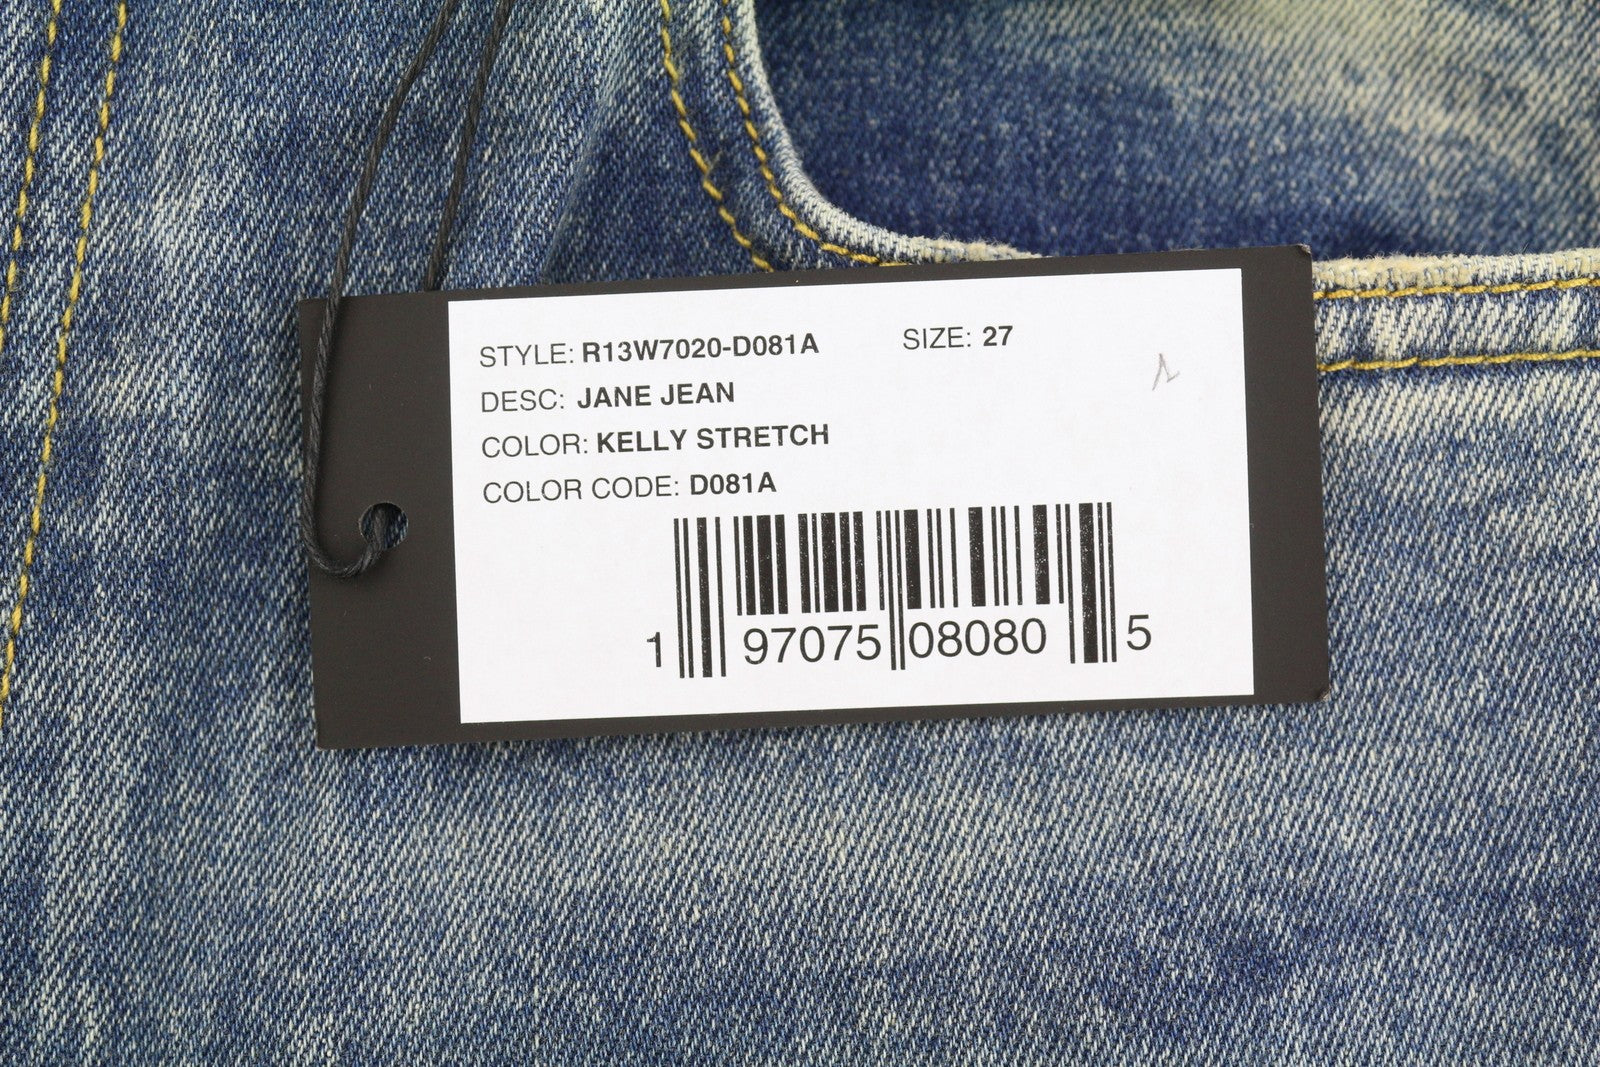 STYLE: R13W7020-D081A SIZE: 27
DESC: JANE JEAN
COLOR: KELLY STRETCH
COLOR CODE: D081A
1 97075 08080 5